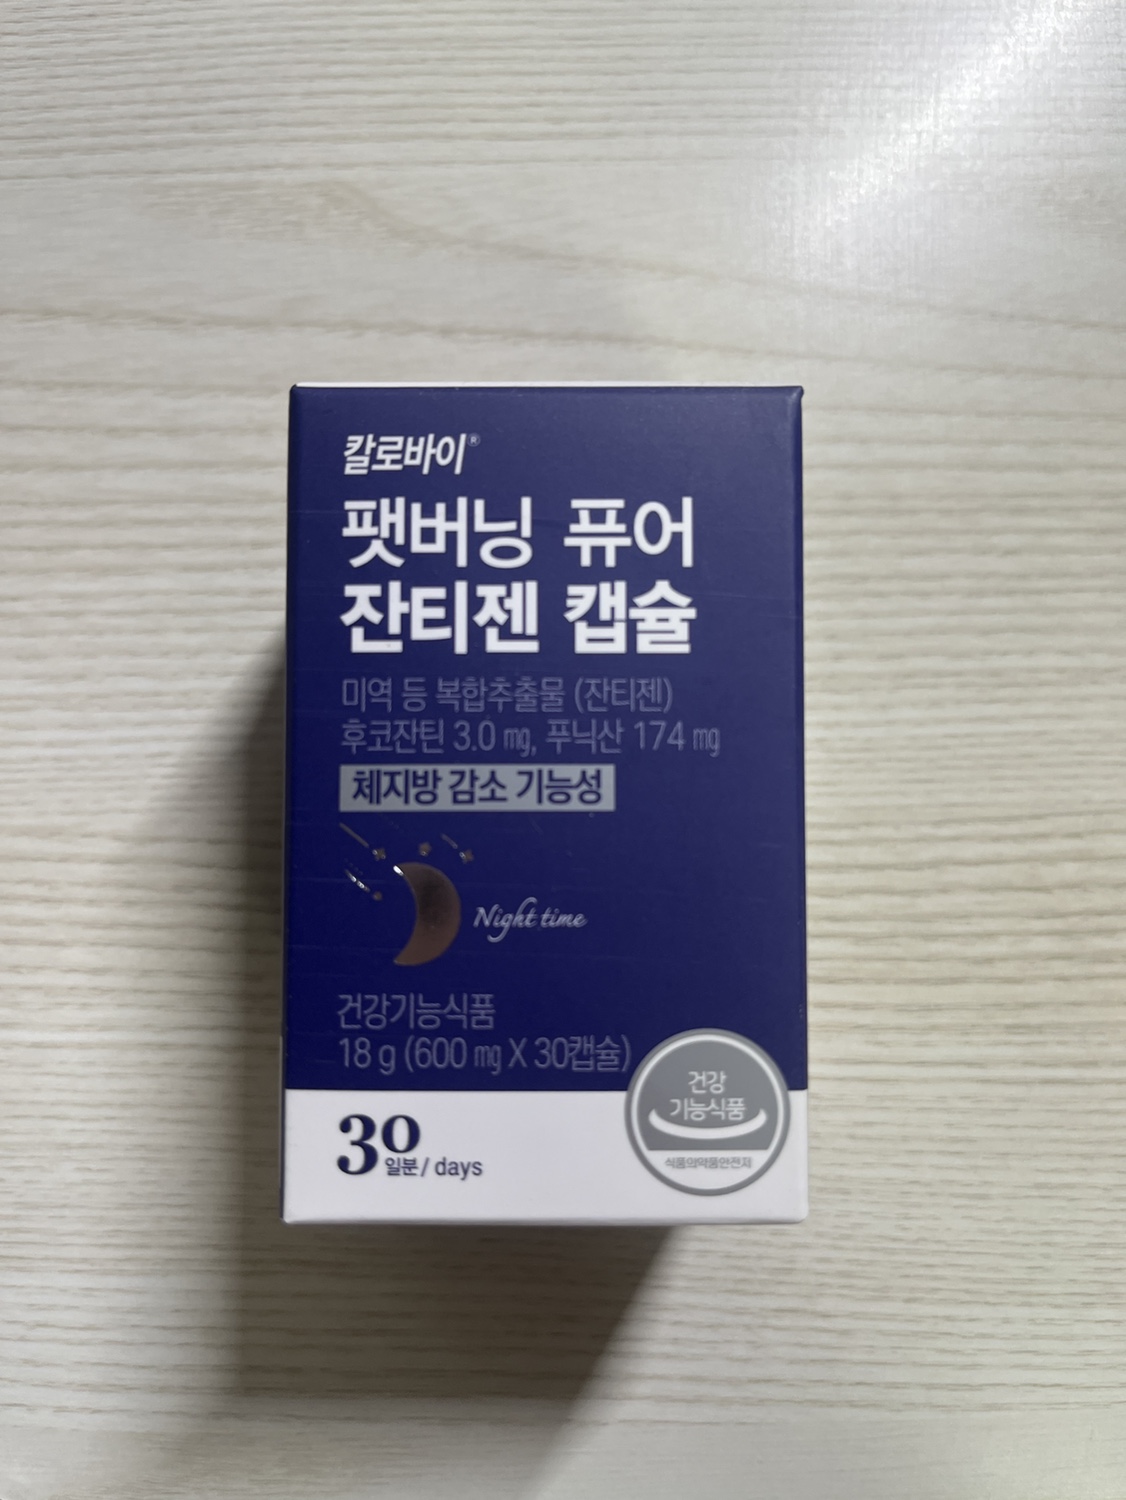 칼로바이®
팻버닝 퓨어
잔티젠 캡슐
미역 등 복합추출물 (잔티젠)
후코잔틴 3.0 mg, 푸닉산 174 mg
체지방 감소 기능성
Night time
건강기능식품
18 g (600 mg X 30캡슐)
건강
기능식품
식품의약품안전처
30일분 / days